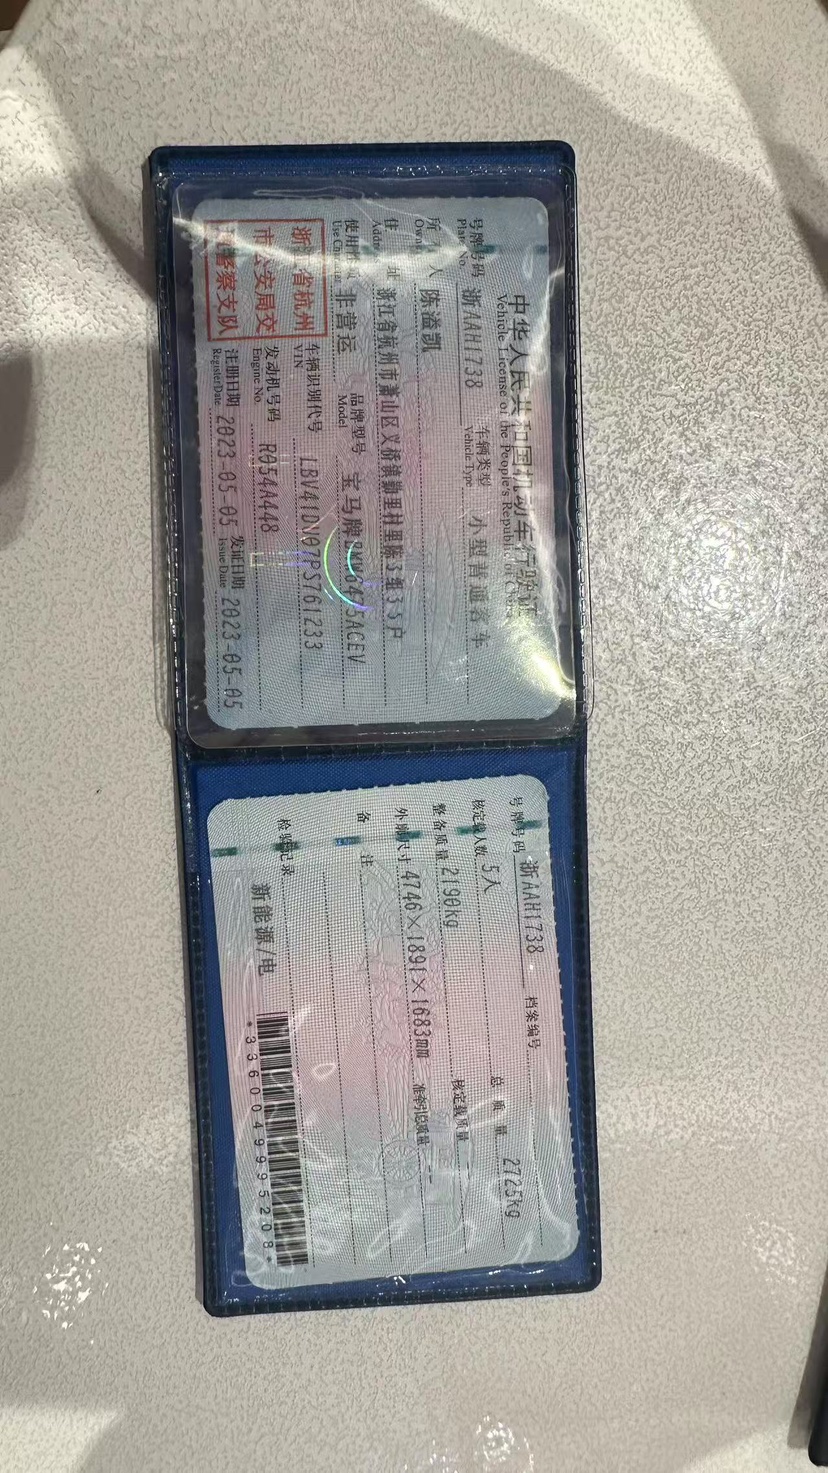 中华人民共和国机动车行驶证
Vehicle License of the People's Republic of China
号牌号码 浙AAH1738 车辆类型 小型普通客车
Plate No. Vehicle Type
所有人 陈溢凯
Owner
住址 浙江省杭州市萧山区义桥镇勤里村里陈3组35户
Address
使用性质 非营运 品牌型号 宝马牌
Use Character Model
浙江省杭州
市公安局交
通警察支队
车辆识别代号 LBV41DN07PS761233
VIN
发动机号码 R054A448
Engine No.
注册日期 2023-05-05 发证日期 2023-05-05
Register Date Issue Date
号牌号码 浙AAH1738 档案编号
核定载人数 5人 总质量 2725kg
整备质量 2190kg 核定载质量
外廓尺寸 4746×1891×1683mm 准牵引总质量 --
备注
检验记录
新能源/电
*3360049995208*